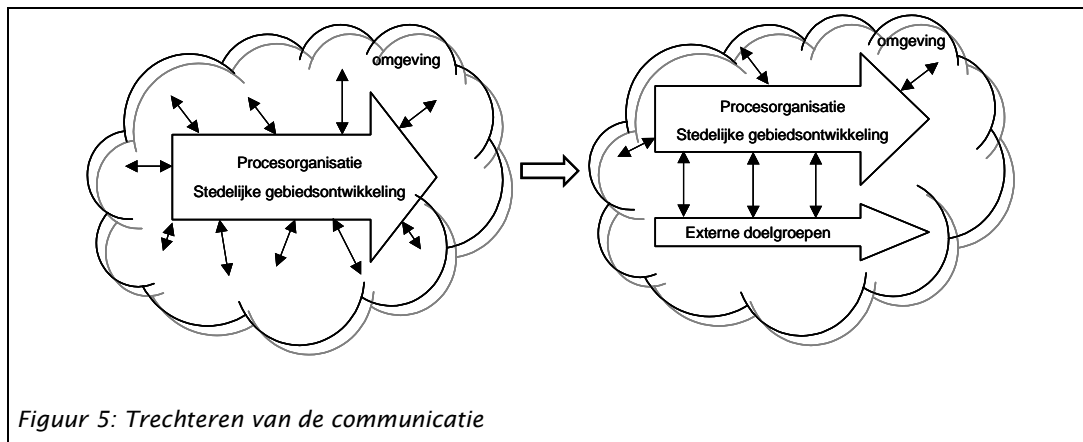 omgeving
Procesorganisatie
Stedelijke gebiedsontwikkeling
omgeving
Procesorganisatie
Stedelijke gebiedsontwikkeling
Externe doelgroepen
Figuur 5: Trechteren van de communicatie